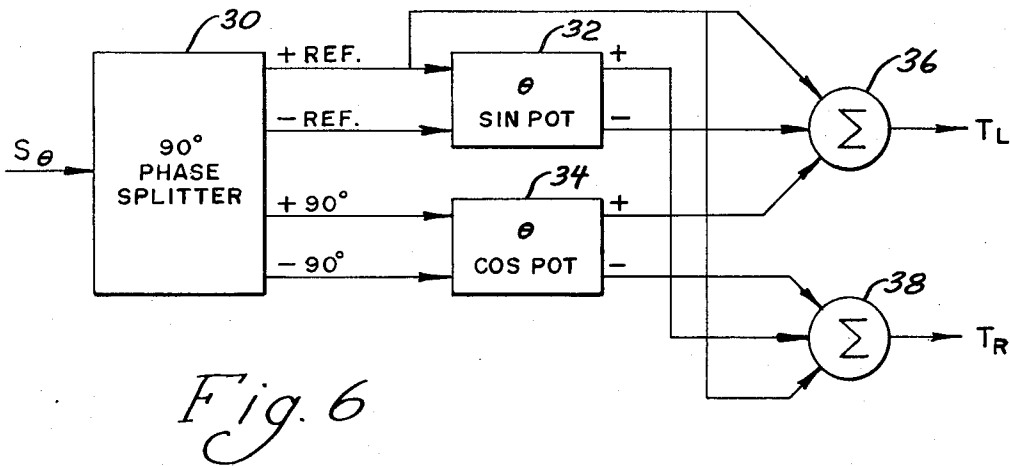 30
+ REF.
- REF.
+ 90°
- 90°
S θ
90°
PHASE
SPLITTER
32
θ
SIN POT
+
-
34
θ
COS POT
+
-
36
Σ
T L
38
Σ
T R
Fig. 6